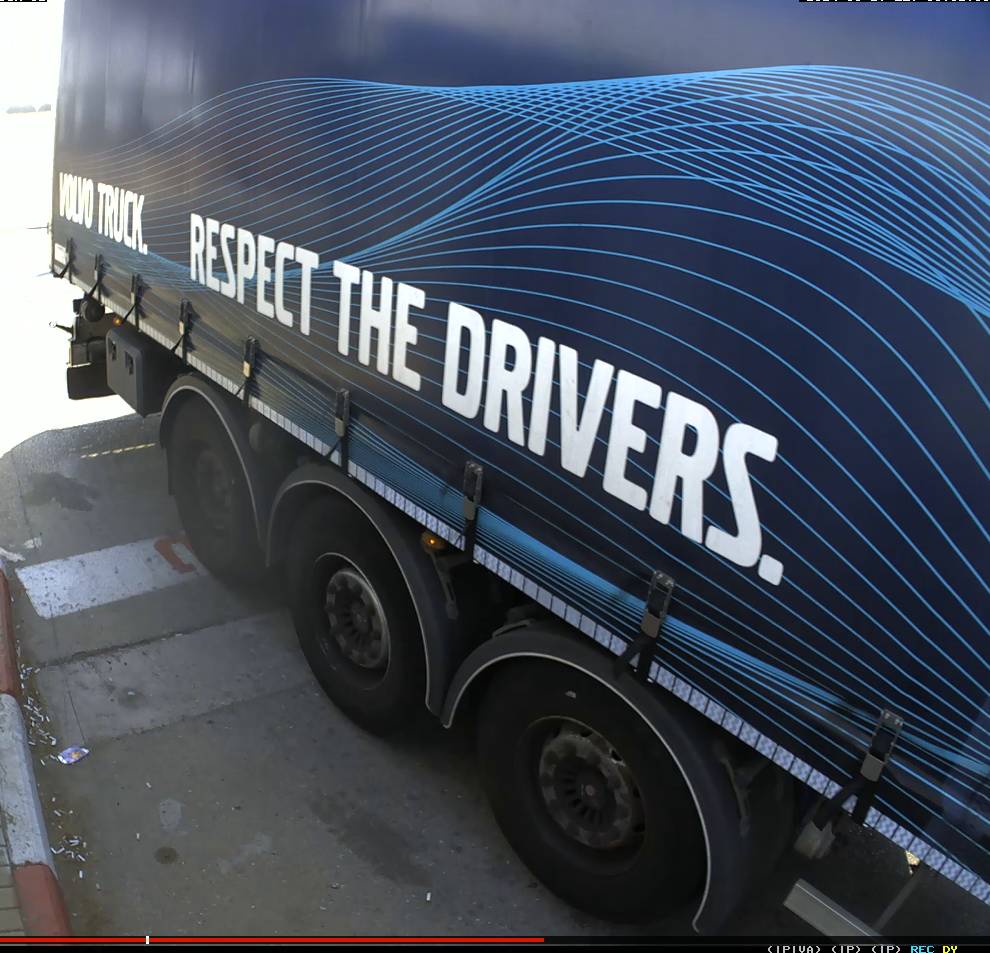 VOLVO TRUCK.
RESPECT THE DRIVERS.
(IPIVA) (IP) (IP) REC DY